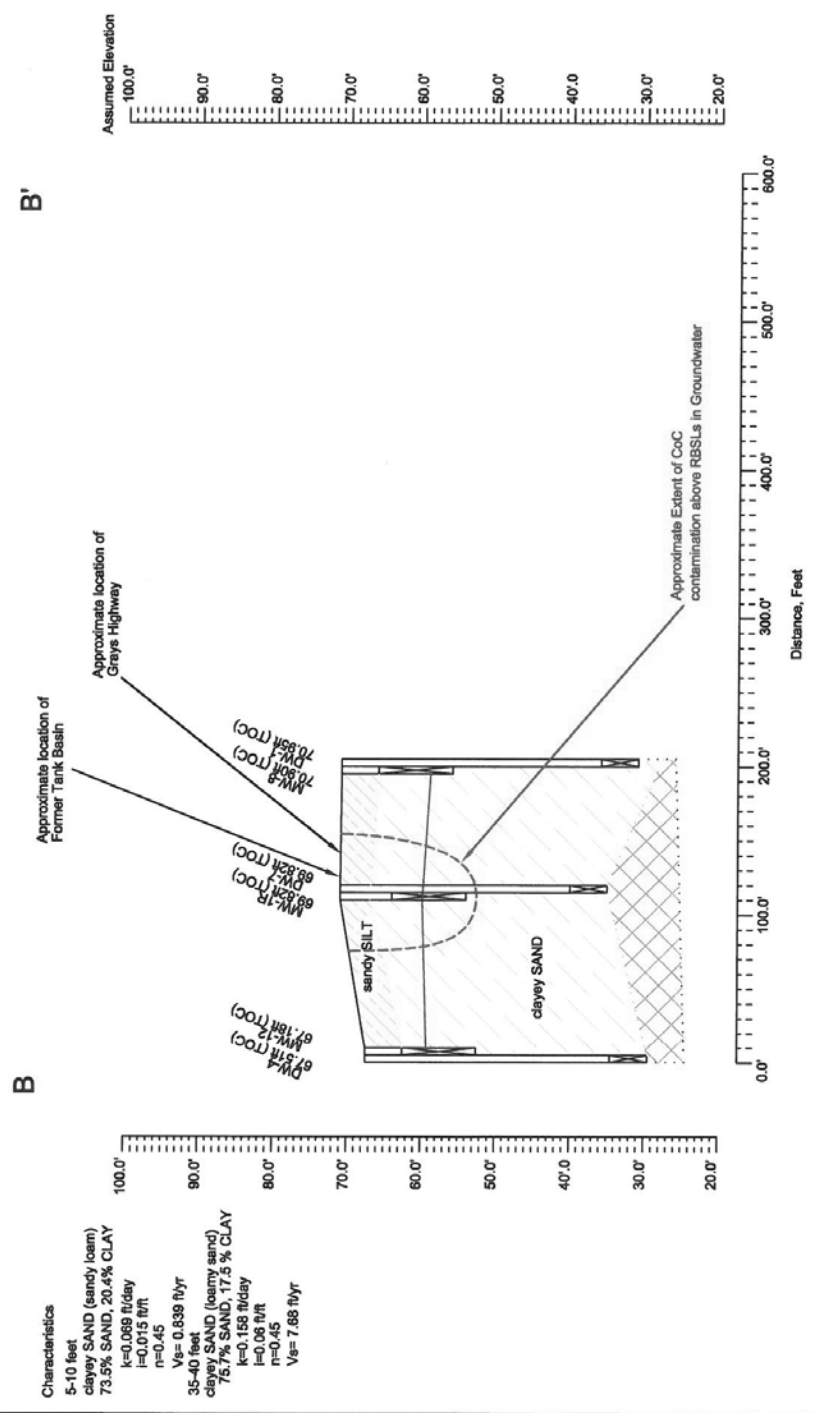 B
B'
Characteristics
5-10 feet
clayey SAND (sandy loam)
73.5% SAND, 20.4% CLAY
k=0.069 ft/day
i=0.015 ft/ft
n=0.45
Vs= 0.839 ft/yr
35-40 feet
clayey SAND (loamy sand)
75.7% SAND, 17.5 % CLAY
k=0.158 ft/day
i=0.06 ft/ft
n=0.45
Vs= 7.68 ft/yr
100.0'
90.0'
80.0'
70.0'
60.0'
50.0'
40'.0
30.0'
20.0'
Approximate location of
Former Tank Basin
Approximate location of
Grays Highway
DW-4
67.51ft (TOC)
MW-12
67.18ft (TOC)
MW-1R
69.82ft (TOC)
DW-7
69.82ft (TOC)
MW-8
70.90ft (TOC)
DW-1
70.95ft (TOC)
sandy SILT
clayey SAND
Approximate Extent of CoC
contamination above RBSLs in Groundwater
Assumed Elevation
100.0'
90.0'
80.0'
70.0'
60.0'
50.0'
40'.0
30.0'
20.0'
0.0'
100.0'
200.0'
300.0'
400.0'
500.0'
600.0'
Distance, Feet